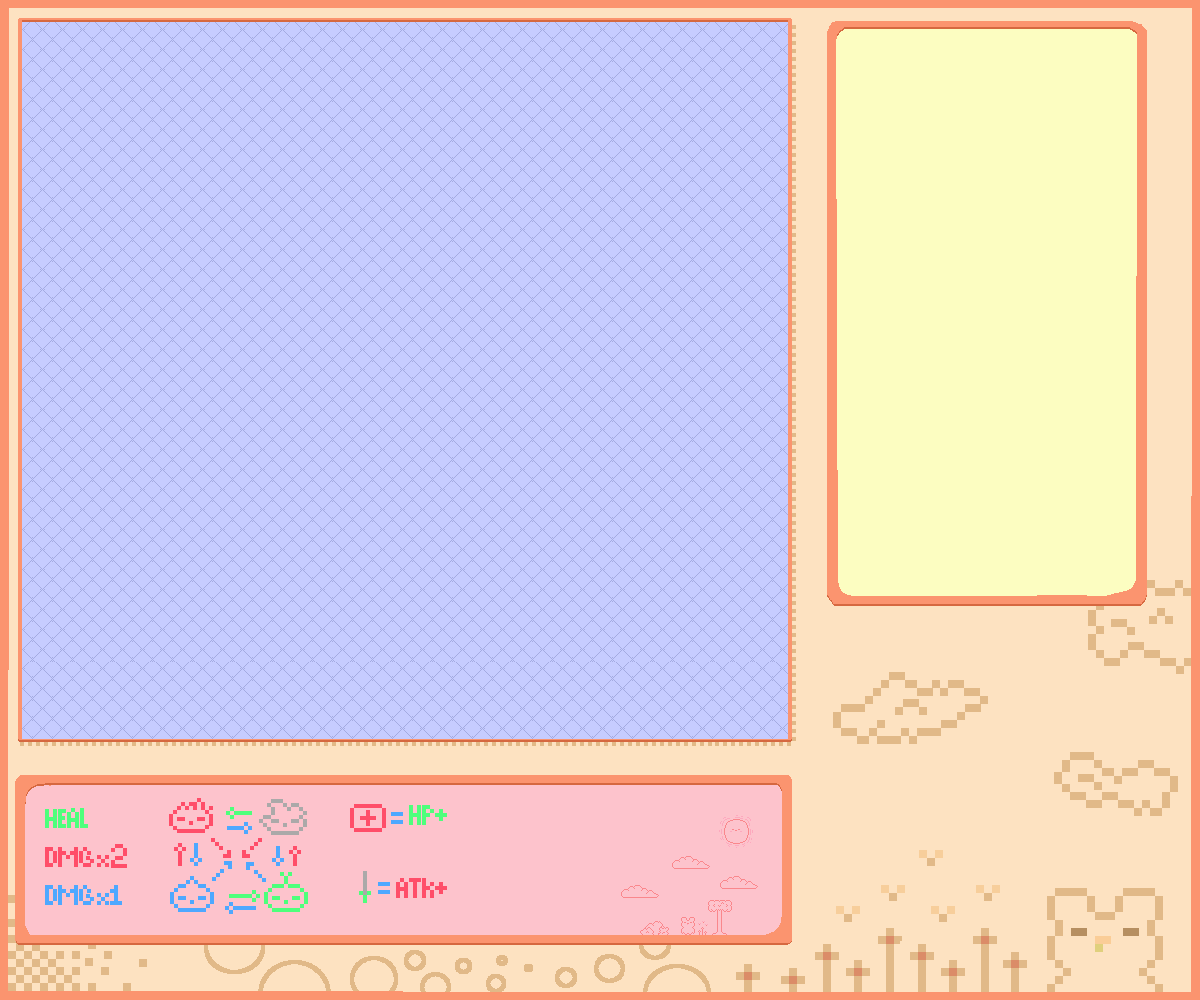 HEAL
DMGx2
DMGx1
= HP+
= ATK+